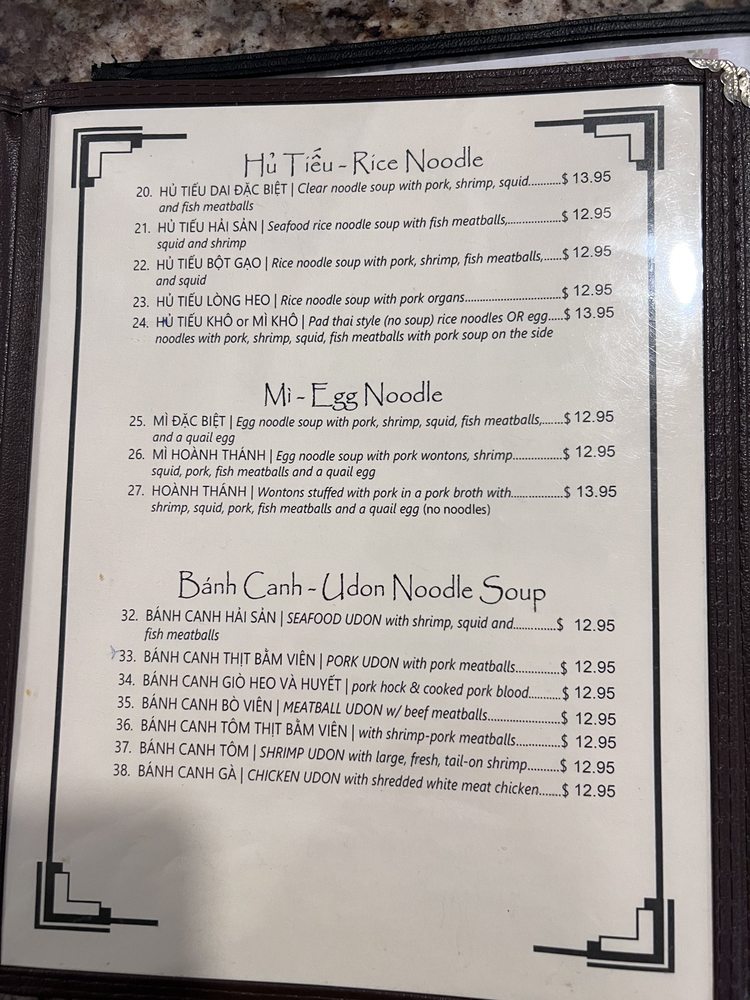 Hủ Tiếu - Rice Noodle
20. HỦ TIẾU DAI ĐẶC BIỆT | Clear noodle soup with pork, shrimp, squid..........$ 13.95
and fish meatballs
21. HỦ TIẾU HẢI SẢN | Seafood rice noodle soup with fish meatballs,................$ 12.95
squid and shrimp
22. HỦ TIẾU BỘT GẠO | Rice noodle soup with pork, shrimp, fish meatballs,......$ 12.95
and squid
23. HỦ TIẾU LÒNG HEO | Rice noodle soup with pork organs..............................$ 12.95
24. HỦ TIẾU KHÔ or MÌ KHÔ | Pad thai style (no soup) rice noodles OR egg.....$ 13.95
noodles with pork, shrimp, squid, fish meatballs with pork soup on the side
Mì - Egg Noodle
25. MÌ ĐẶC BIỆT | Egg noodle soup with pork, shrimp, squid, fish meatballs,.......$ 12.95
and a quail egg
26. MÌ HOÀNH THÁNH | Egg noodle soup with pork wontons, shrimp................$ 12.95
squid, pork, fish meatballs and a quail egg
27. HOÀNH THÁNH | Wontons stuffed with pork in a pork broth with.................$ 13.95
shrimp, squid, pork, fish meatballs and a quail egg (no noodles)
Bánh Canh - Udon Noodle Soup
32. BÁNH CANH HẢI SẢN | SEAFOOD UDON with shrimp, squid and.............$ 12.95
fish meatballs
33. BÁNH CANH THỊT BẰM VIÊN | PORK UDON with pork meatballs..............$ 12.95
34. BÁNH CANH GIÒ HEO VÀ HUYẾT | pork hock & cooked pork blood..........$ 12.95
35. BÁNH CANH BÒ VIÊN | MEATBALL UDON w/ beef meatballs......................$ 12.95
36. BÁNH CANH TÔM THỊT BẰM VIÊN | with shrimp-pork meatballs..............$ 12.95
37. BÁNH CANH TÔM | SHRIMP UDON with large, fresh, tail-on shrimp..........$ 12.95
38. BÁNH CANH GÀ | CHICKEN UDON with shredded white meat chicken.......$ 12.95